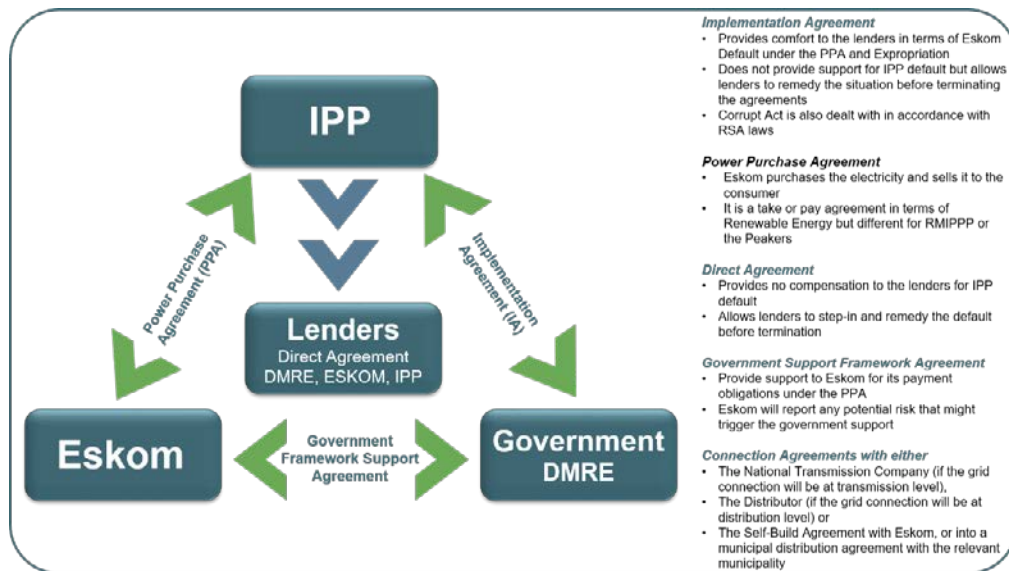 IPP
Power Purchase
Agreement (PPA)
Implementation
Agreement (IA)
Lenders
Direct Agreement
DMRE, ESKOM, IPP
Eskom
Government
Framework Support
Agreement
Government
DMRE
Implementation Agreement
• Provides comfort to the lenders in terms of Eskom
Default under the PPA and Expropriation
• Does not provide support for IPP default but allows
lenders to remedy the situation before terminating
the agreements
• Corrupt Act is also dealt with in accordance with
RSA laws
Power Purchase Agreement
• Eskom purchases the electricity and sells it to the
consumer
• It is a take or pay agreement in terms of
Renewable Energy but different for RMIPPP or
the Peakers
Direct Agreement
• Provides no compensation to the lenders for IPP
default
• Allows lenders to step-in and remedy the default
before termination
Government Support Framework Agreement
• Provide support to Eskom for its payment
obligations under the PPA
• Eskom will report any potential risk that might
trigger the government support
Connection Agreements with either
• The National Transmission Company (if the grid
connection will be at transmission level),
• The Distributor (if the grid connection will be at
distribution level) or
• The Self-Build Agreement with Eskom, or into a
municipal distribution agreement with the relevant
municipality